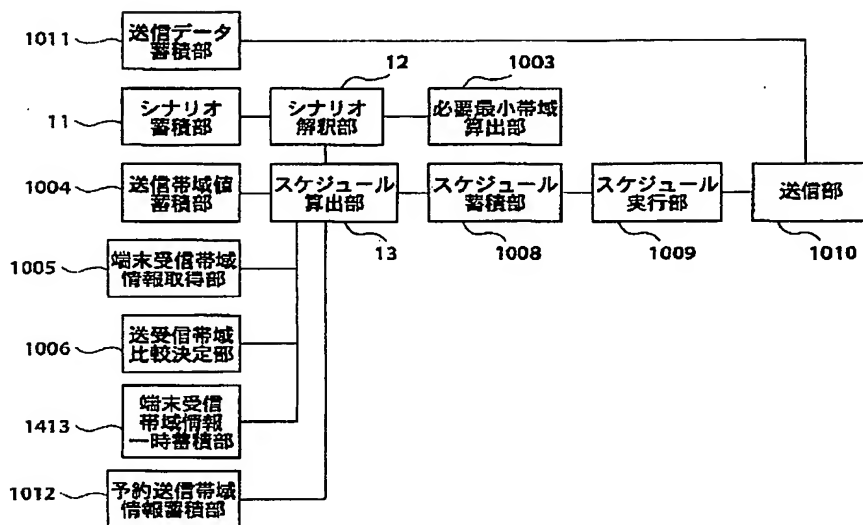 1011
送信データ
蓄積部
12
1003
11
シナリオ
蓄積部
シナリオ
解釈部
必要最小帯域
算出部
1004
送信帯域値
蓄積部
スケジュール
算出部
スケジュール
蓄積部
スケジュール
実行部
送信部
13
1008
1009
1010
1005
端末受信帯域
情報取得部
1006
送受信帯域
比較決定部
1413
端末受信
帯域情報
一時蓄積部
1012
予約送信帯域
情報蓄積部